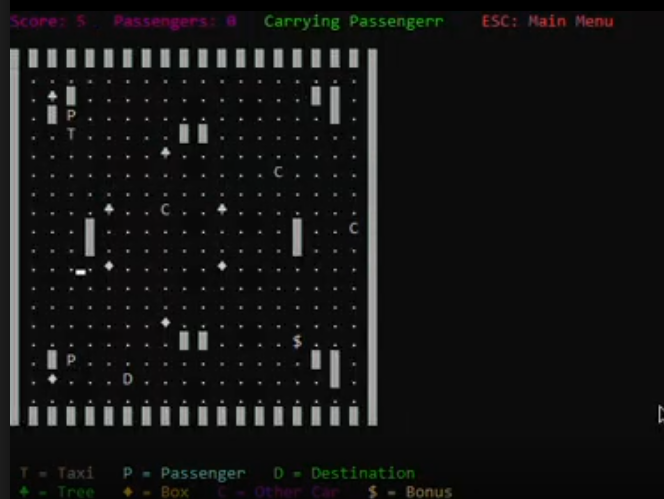 Score: 5 Passengers: 0 Carrying Passengerr ESC: Main Menu
P
T
C
C
C
$
P
D
T = Taxi P = Passenger D = Destination
♣ = Tree ♦ = Box C = Other Car $ = Bonus